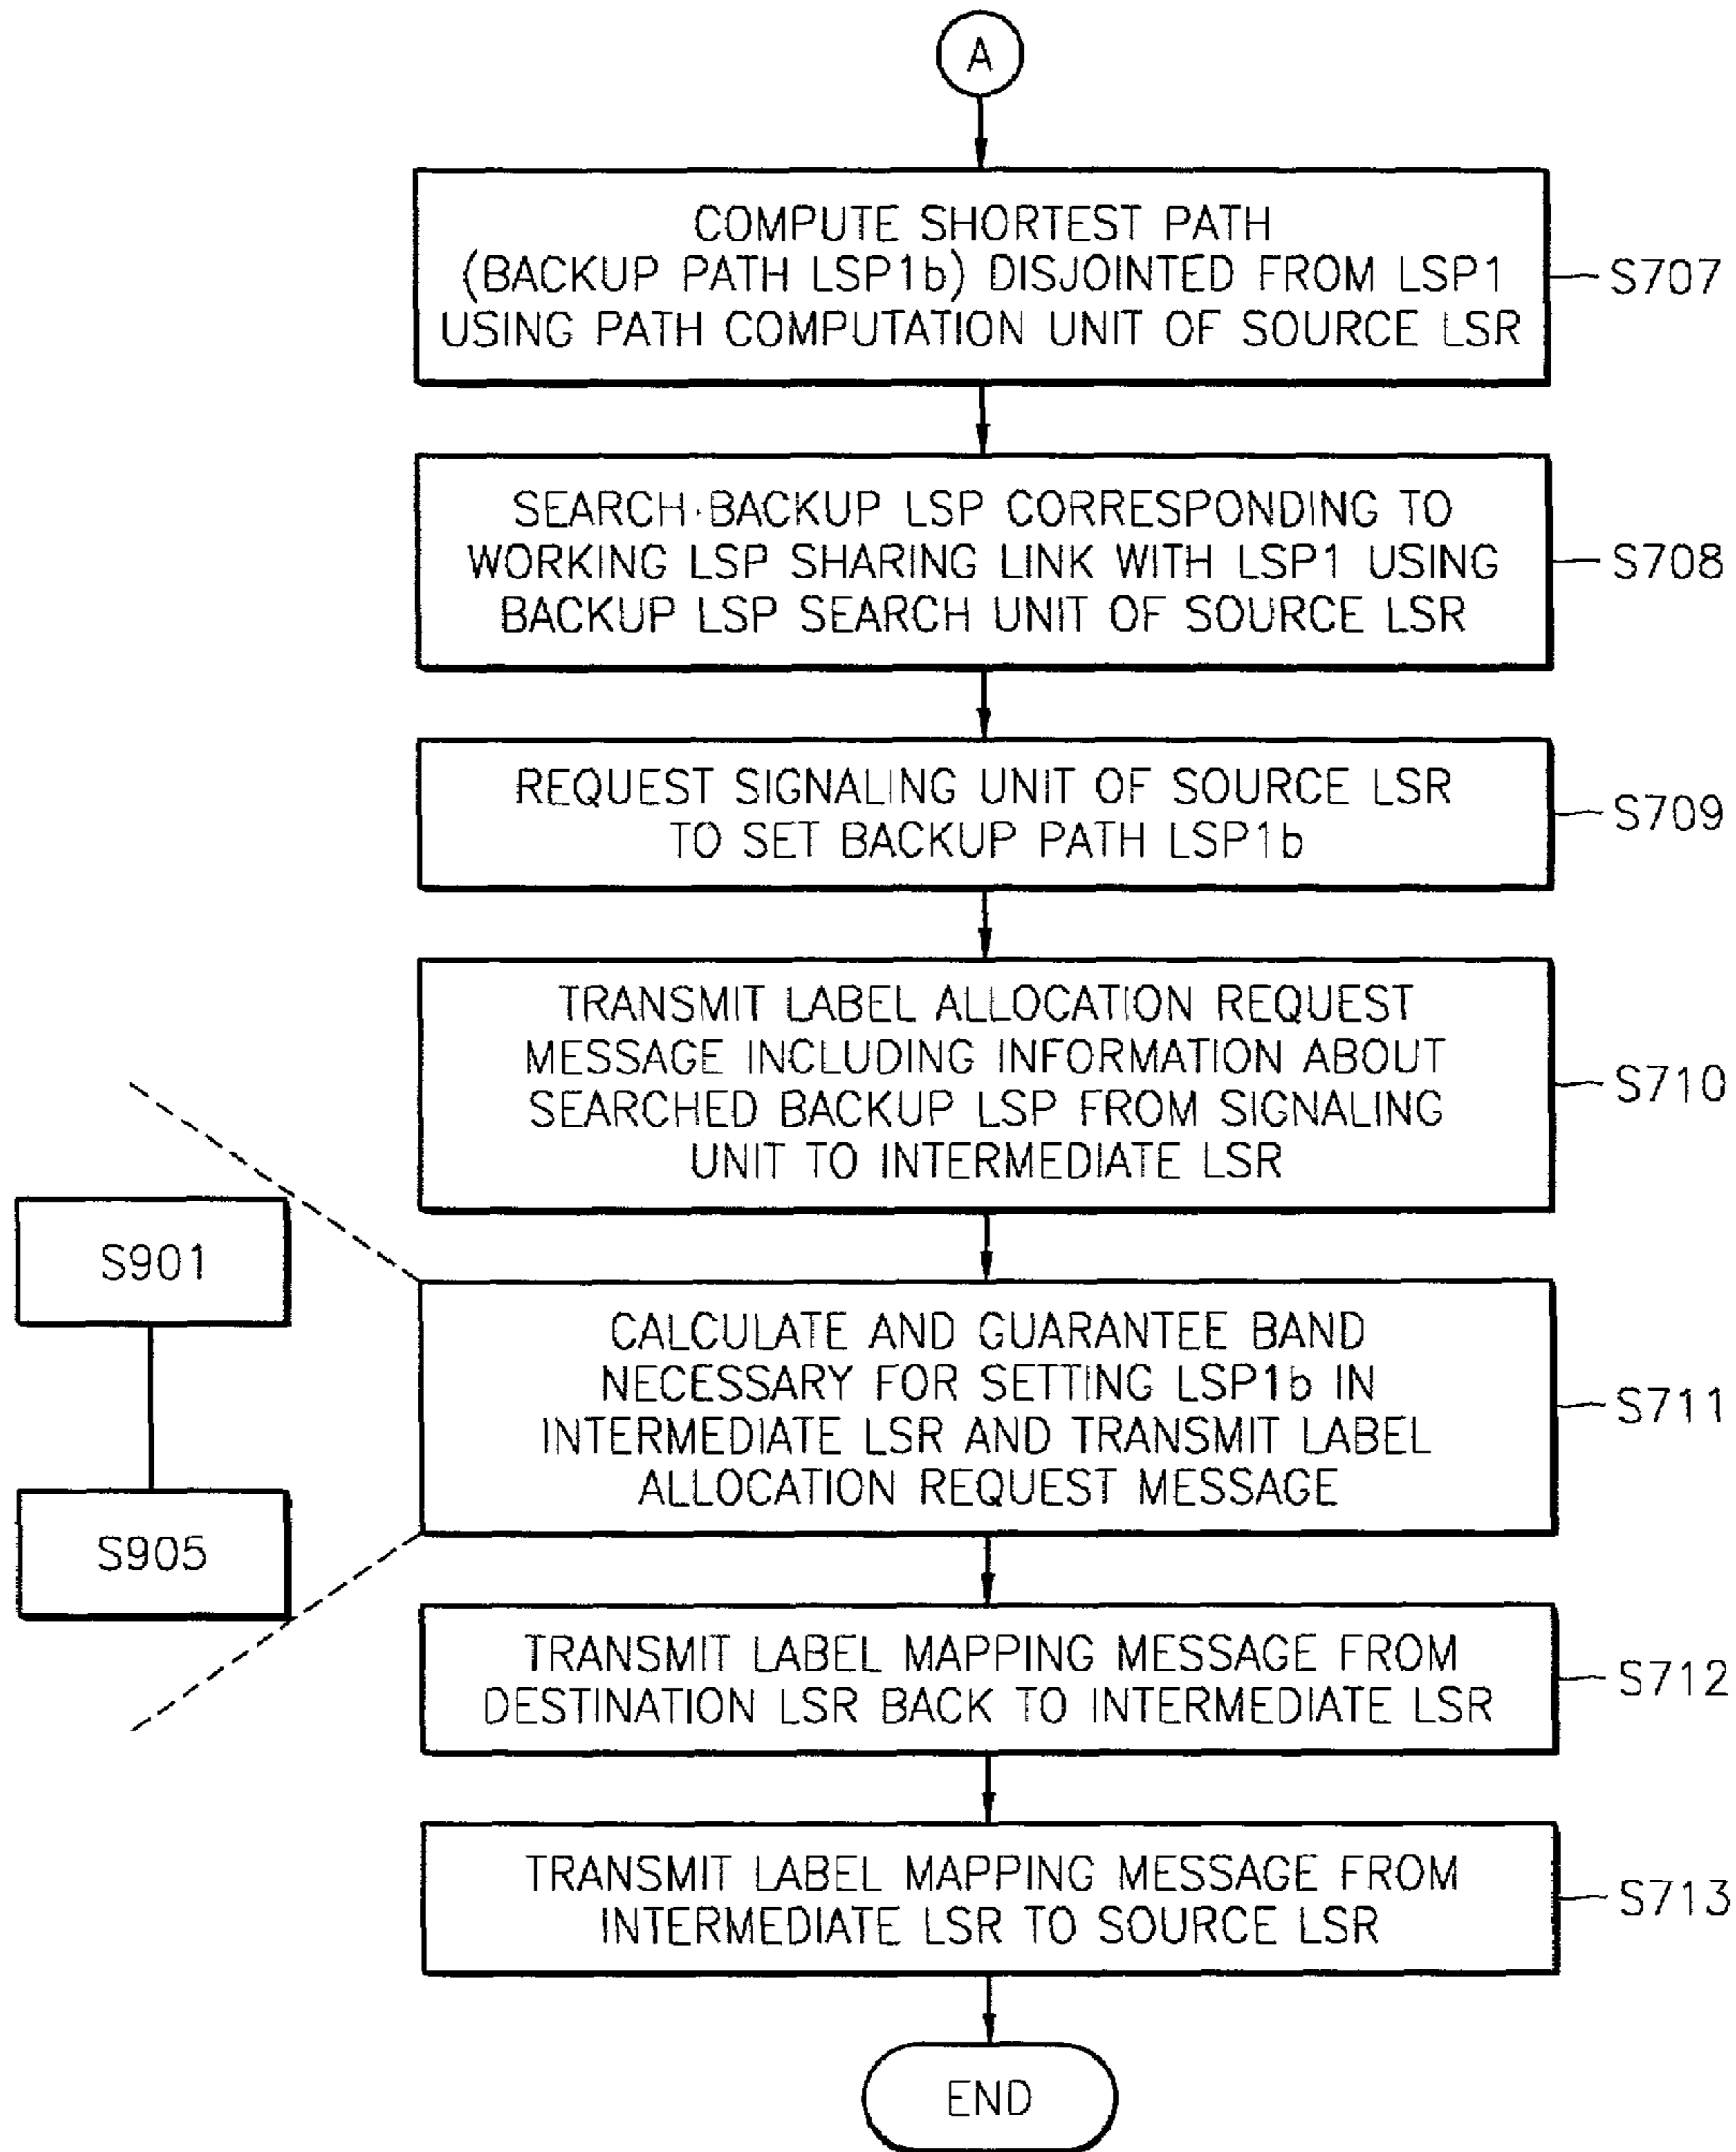 A
COMPUTE SHORTEST PATH
(BACKUP PATH LSP1b) DISJOINTED FROM LSP1
USING PATH COMPUTATION UNIT OF SOURCE LSR
S707
SEARCH BACKUP LSP CORRESPONDING TO
WORKING LSP SHARING LINK WITH LSP1 USING
BACKUP LSP SEARCH UNIT OF SOURCE LSR
S708
REQUEST SIGNALING UNIT OF SOURCE LSR
TO SET BACKUP PATH LSP1b
S709
TRANSMIT LABEL ALLOCATION REQUEST
MESSAGE INCLUDING INFORMATION ABOUT
SEARCHED BACKUP LSP FROM SIGNALING
UNIT TO INTERMEDIATE LSR
S710
S901
S905
CALCULATE AND GUARANTEE BAND
NECESSARY FOR SETTING LSP1b IN
INTERMEDIATE LSR AND TRANSMIT LABEL
ALLOCATION REQUEST MESSAGE
S711
TRANSMIT LABEL MAPPING MESSAGE FROM
DESTINATION LSR BACK TO INTERMEDIATE LSR
S712
TRANSMIT LABEL MAPPING MESSAGE FROM
INTERMEDIATE LSR TO SOURCE LSR
S713
END